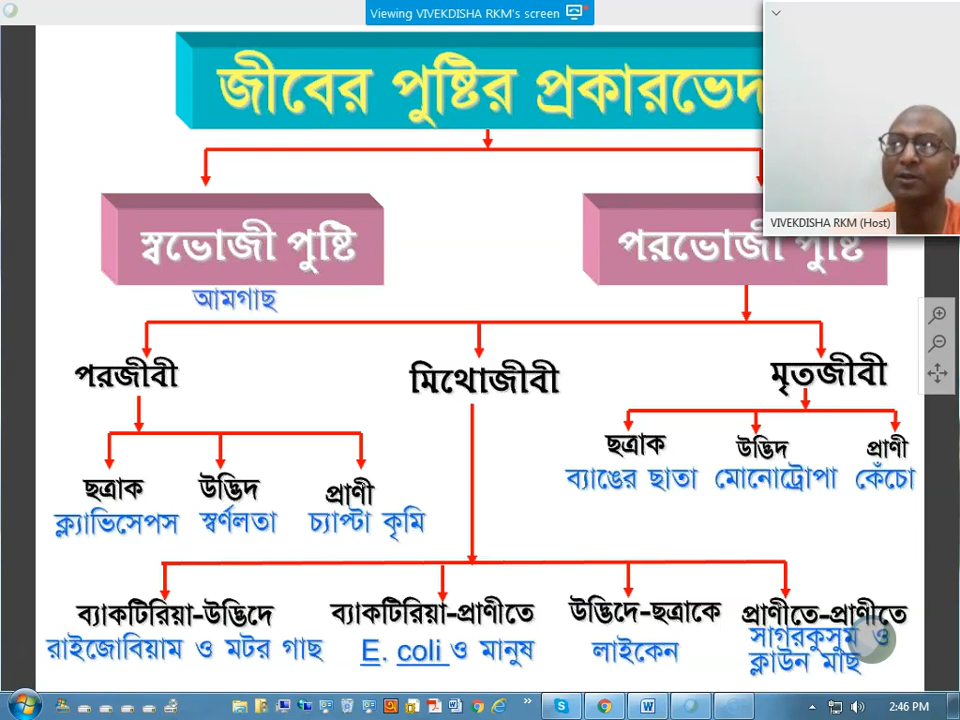 Viewing VIVEKDISHA RKM's screen
জীবের পুষ্টির প্রকারভেদ
VIVEKDISHA RKM (Host)
স্বভোজী পুষ্টি
পরভোজী পুষ্টি
আমগাছ
পরজীবী
মিথোজীবী
মৃতজীবী
ছত্রাক
উদ্ভিদ
প্রাণী
ব্যাঙের ছাতা
মোনোট্রোপা
কেঁচো
ছত্রাক
উদ্ভিদ
প্রাণী
ক্ল্যাভিসেপস
স্বর্ণলতা
চ্যাপ্টা কৃমি
ব্যাকটিরিয়া-উদ্ভিদে
ব্যাকটিরিয়া-প্রাণীতে
উদ্ভিদে-ছত্রাকে
প্রাণীতে-প্রাণীতে
রাইজোবিয়াম ও মটর গাছ
E. coli ও মানুষ
লাইকেন
সাগরকুসুম ও
ক্লাউন মাছ
2:46 PM